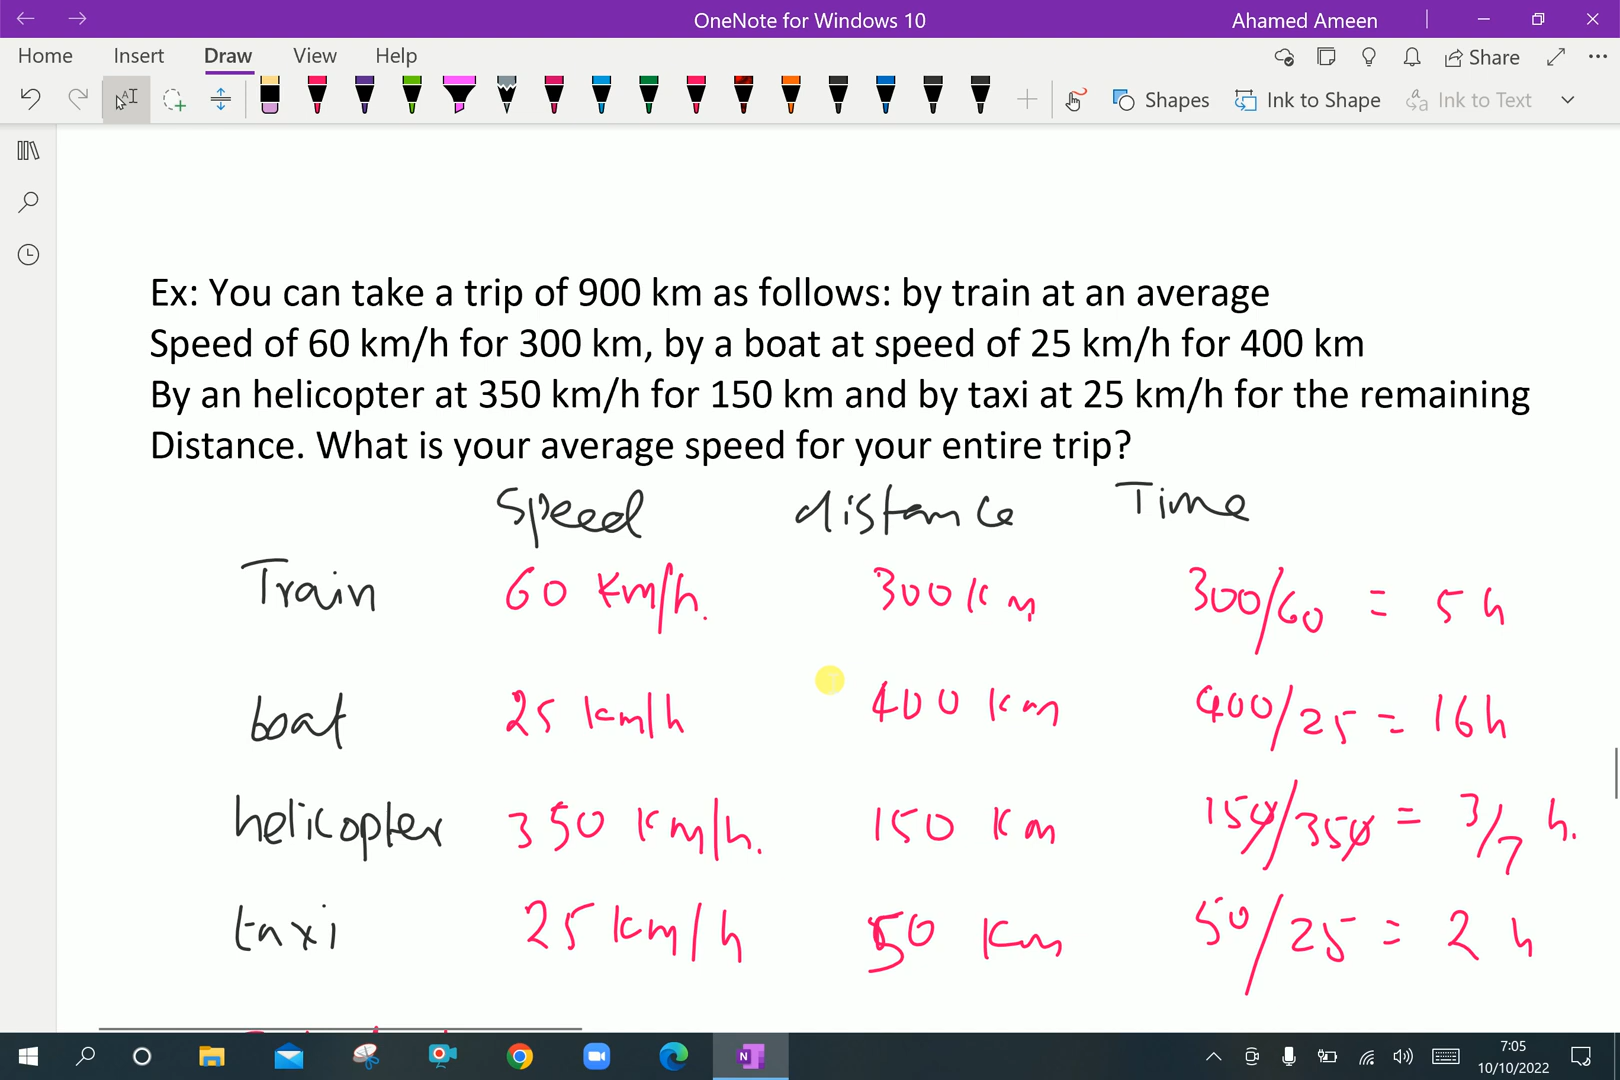 OneNote for Windows 10
Ahamed Ameen
Home Insert Draw View Help
Share
Shapes Ink to Shape Ink to Text
Ex: You can take a trip of 900 km as follows: by train at an average
Speed of 60 km/h for 300 km, by a boat at speed of 25 km/h for 400 km
By an helicopter at 350 km/h for 150 km and by taxi at 25 km/h for the remaining
Distance. What is your average speed for your entire trip?
Speed distance Time
Train 60 km/h. 300 km 300/60 = 5 h
boat 25 km/h 400 km 400/25 = 16 h
helicopter 350 km/h. 150 km 150/350 = 3/7 h.
taxi 25 km/h 50 km 50/25 = 2 h
7:05
10/10/2022